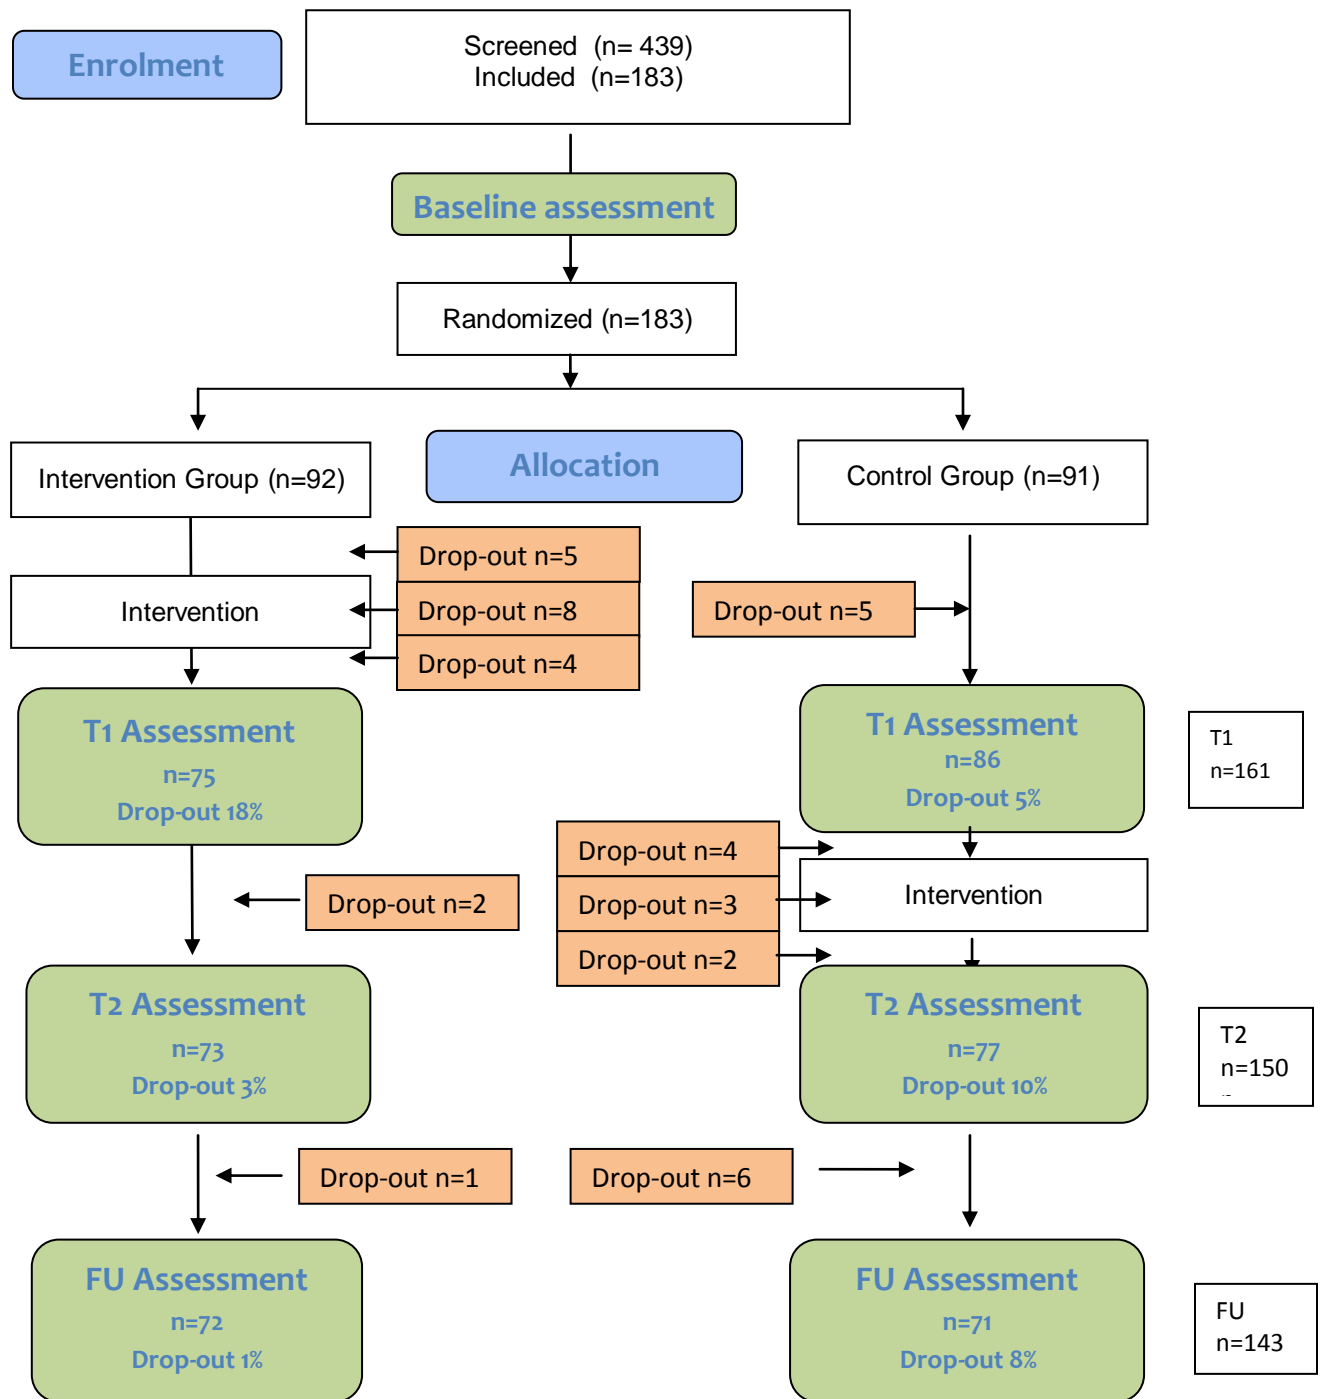 Enrolment
Screened (n= 439)
Included (n=183)
Baseline assessment
Randomized (n=183)
Intervention Group (n=92)
Allocation
Control Group (n=91)
Drop-out n=5
Intervention
Drop-out n=8
Drop-out n=4
Drop-out n=5
T1 Assessment
n=75
Drop-out 18%
T1 Assessment
n=86
Drop-out 5%
T1
n=161
Drop-out n=2
Drop-out n=4
Drop-out n=3
Drop-out n=2
Intervention
T2 Assessment
n=73
Drop-out 3%
T2 Assessment
n=77
Drop-out 10%
T2
n=150
Drop-out n=1
Drop-out n=6
FU Assessment
n=72
Drop-out 1%
FU Assessment
n=71
Drop-out 8%
FU
n=143